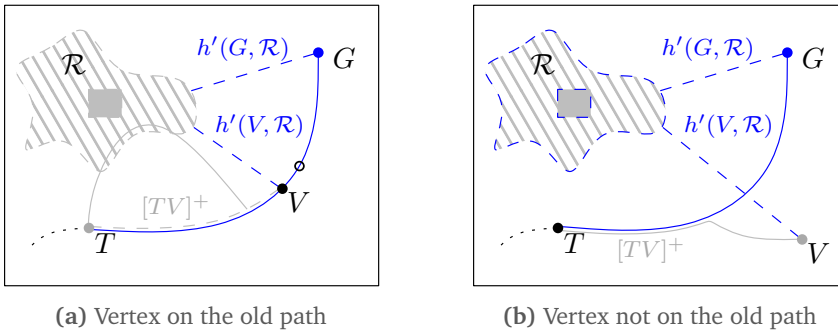 h′(G, ℛ)
G
ℛ
h′(V, ℛ)
[TV]⁺
V
T
(a) Vertex on the old path
h′(G, ℛ)
G
ℛ
h′(V, ℛ)
T
[TV]⁺
V
(b) Vertex not on the old path